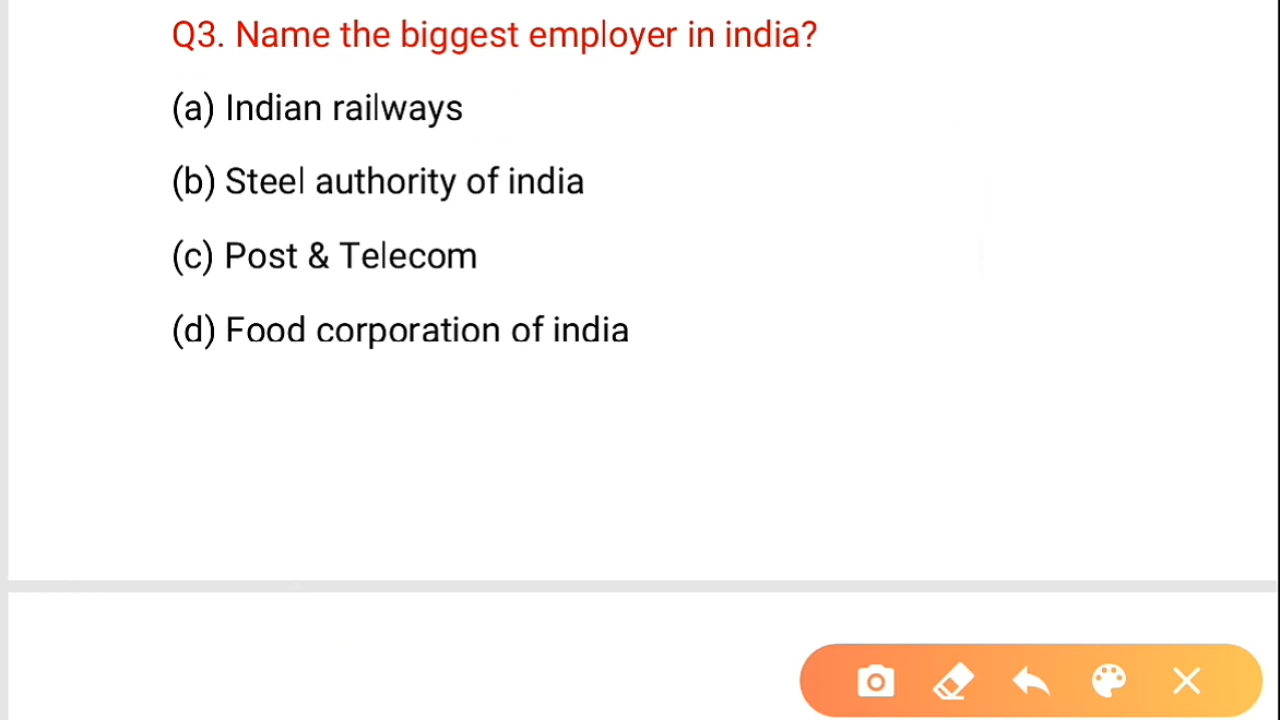 Q3. Name the biggest employer in india?
(a) Indian railways
(b) Steel authority of india
(c) Post & Telecom
(d) Food corporation of india